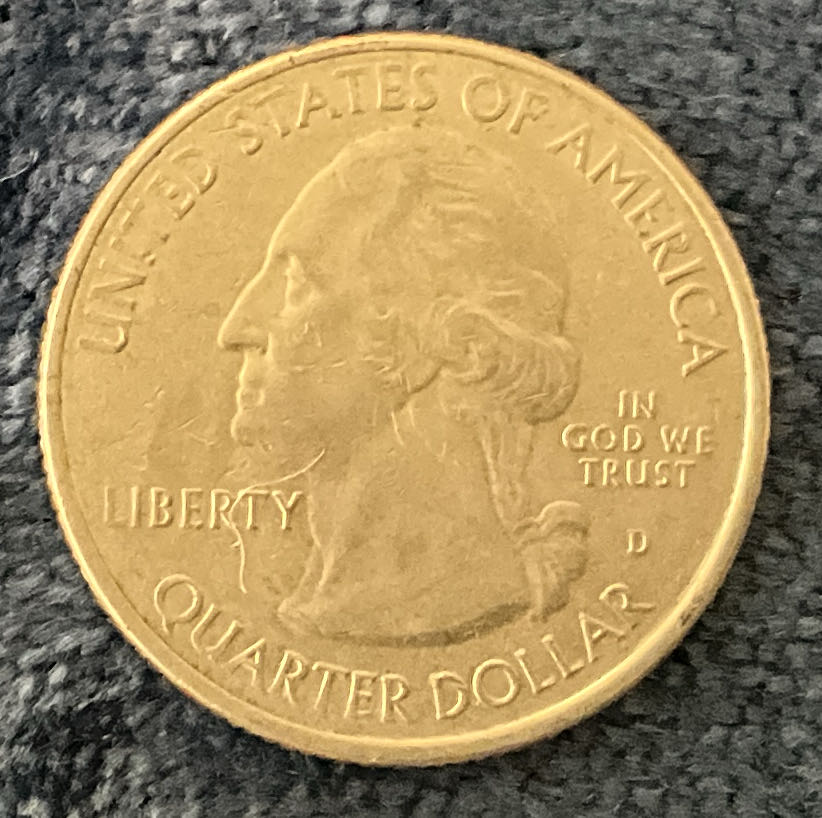 UNITED STATES OF AMERICA
LIBERTY
IN
GOD WE
TRUST
D
QUARTER DOLLAR